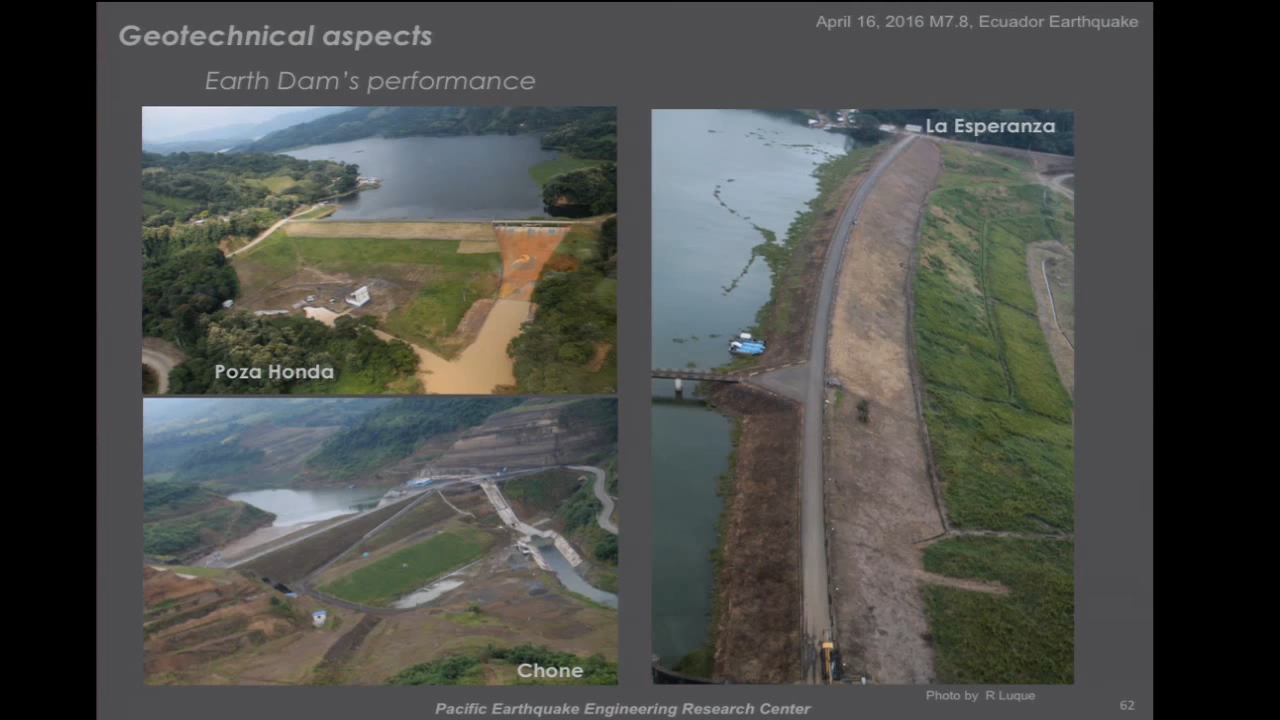 April 16, 2016 M7.8, Ecuador Earthquake
Geotechnical aspects
Earth Dam's performance
La Esperanza
Poza Honda
Chone
Photo by R Luque
Pacific Earthquake Engineering Research Center
62